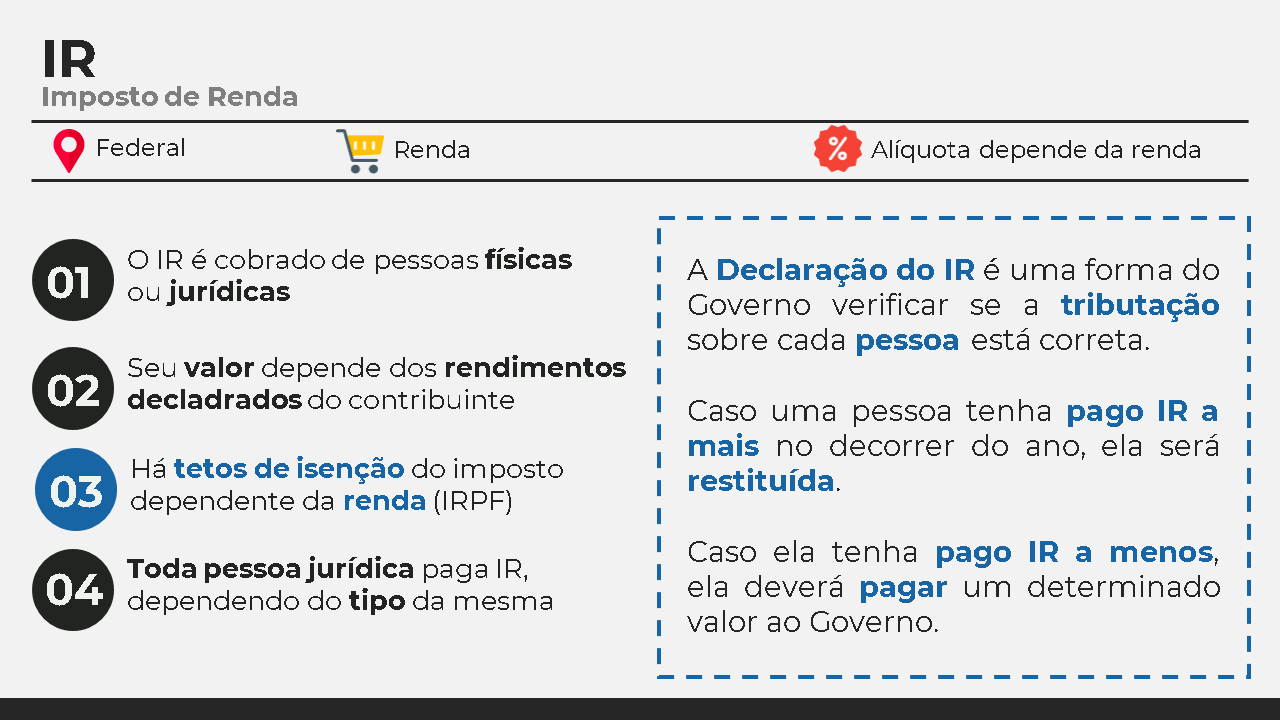 IR
Imposto de Renda
Federal
Renda
%
Alíquota depende da renda
01
O IR é cobrado de pessoas físicas
ou jurídicas
02
Seu valor depende dos rendimentos
decladrados do contribuinte
03
Há tetos de isenção do imposto
dependente da renda (IRPF)
04
Toda pessoa jurídica paga IR,
dependendo do tipo da mesma
A Declaração do IR é uma forma do
Governo verificar se a tributação
sobre cada pessoa está correta.
Caso uma pessoa tenha pago IR a
mais no decorrer do ano, ela será
restituída.
Caso ela tenha pago IR a menos,
ela deverá pagar um determinado
valor ao Governo.